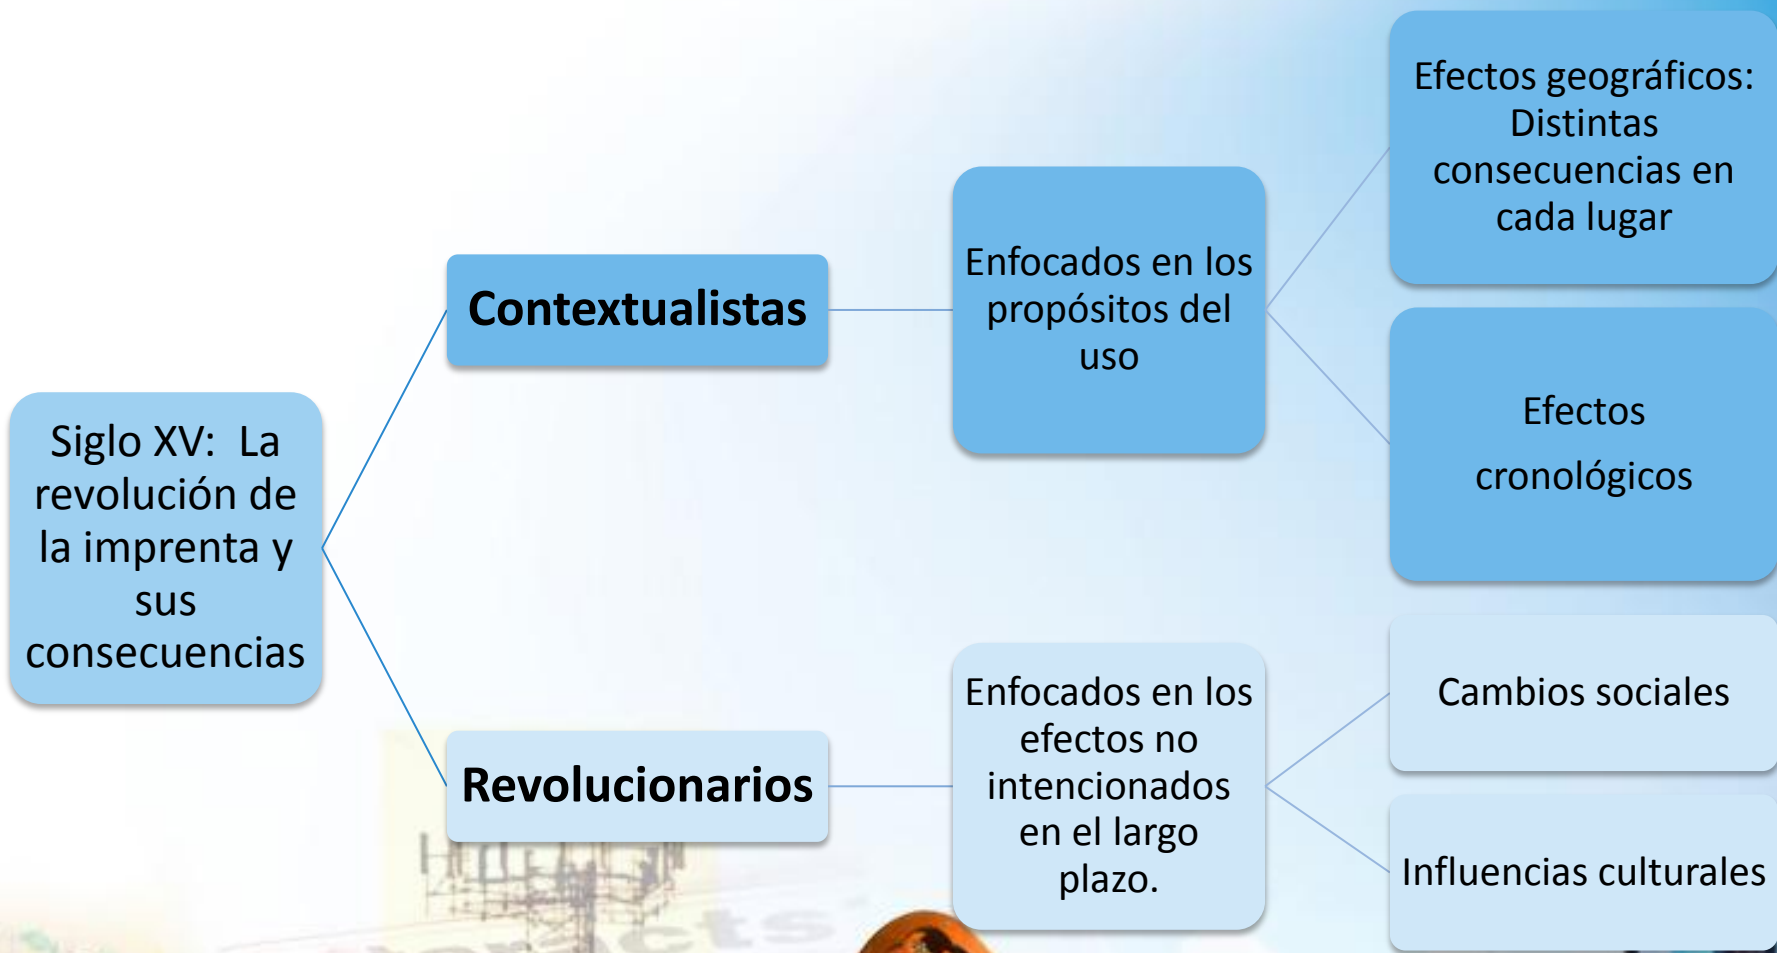 Siglo XV:  La
revolución de
la imprenta y
sus
consecuencias
Contextualistas
Enfocados en los
propósitos del
uso
Efectos geográficos:
Distintas
consecuencias en
cada lugar
Efectos
cronológicos
Revolucionarios
Enfocados en los
efectos no
intencionados
en el largo
plazo.
Cambios sociales
Influencias culturales